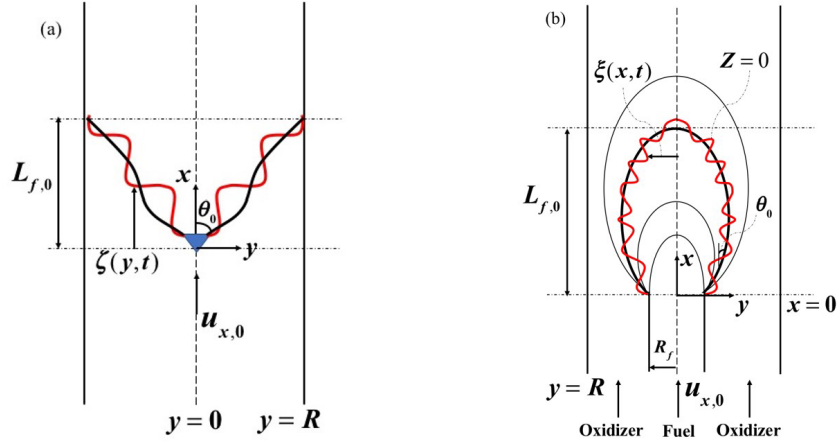 (a)
L_{f,0}
x
θ_0
y
ζ(y,t)
u_{x,0}
y = 0
y = R
(b)
ξ(x,t)
Z = 0
L_{f,0}
θ_0
x
y
x = 0
R_f
y = R
u_{x,0}
Oxidizer
Fuel
Oxidizer